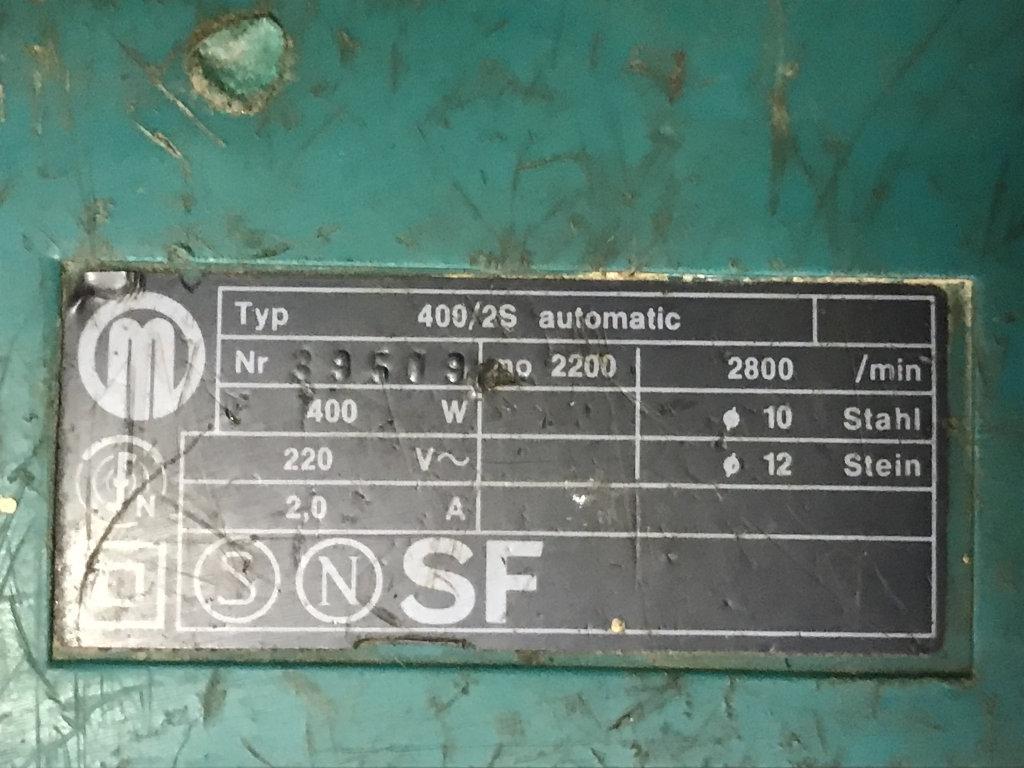 m
Typ 400/2S automatic
Nr 39509 no 2200 2800 /min
400 W ø 10 Stahl
220 V~ ø 12 Stein
N
2,0 A
S N SF